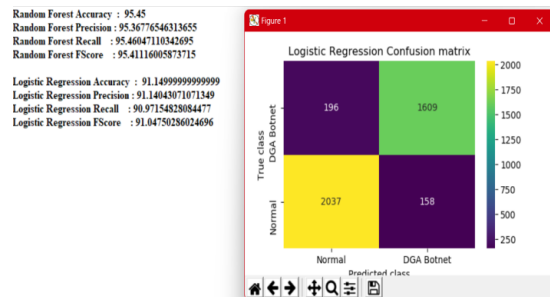 Random Forest Accuracy : 95.45
Random Forest Precision : 95.36776546313655
Random Forest Recall : 95.46047110342695
Random Forest FScore : 95.41116005873715
Logistic Regression Accuracy : 91.14999999999999
Logistic Regression Precision : 91.14043071071349
Logistic Regression Recall : 90.97154828084477
Logistic Regression FScore : 91.04750286024696
Figure 1
Logistic Regression Confusion matrix
True class
DGA Botnet
Normal
196
1609
2037
158
Normal
DGA Botnet
Predicted class
2000
1750
1500
1250
1000
750
500
250